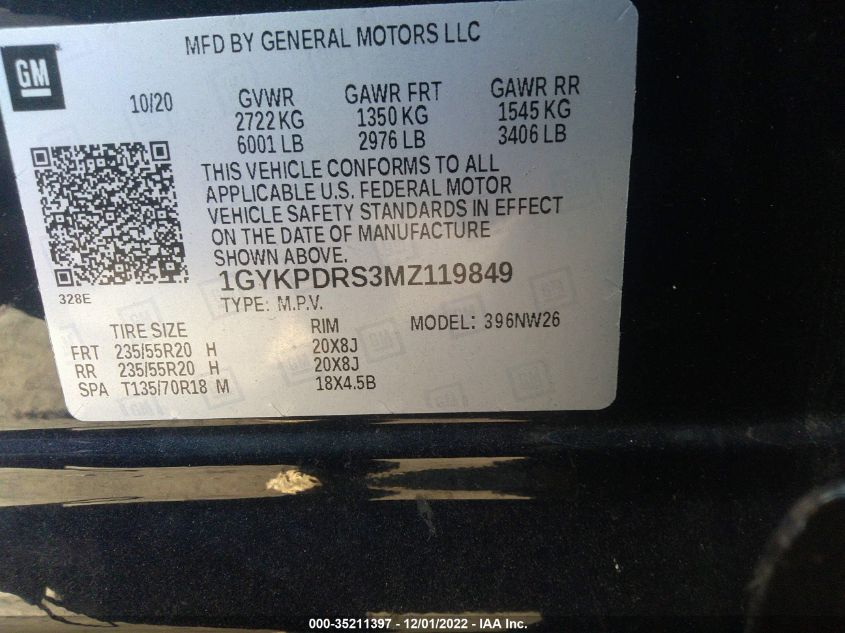 MFD BY GENERAL MOTORS LLC
GM
10/20 GVWR GAWR FRT GAWR RR
2722 KG 1350 KG 1545 KG
6001 LB 2976 LB 3406 LB
THIS VEHICLE CONFORMS TO ALL
APPLICABLE U.S. FEDERAL MOTOR
VEHICLE SAFETY STANDARDS IN EFFECT
ON THE DATE OF MANUFACTURE
SHOWN ABOVE.
1GYKPDRS3MZ119849
328E
TYPE: M.P.V.
TIRE SIZE RIM MODEL: 396NW26
FRT 235/55R20 H 20X8J
RR 235/55R20 H 20X8J
SPA T135/70R18 M 18X4.5B
000-35211397 - 12/01/2022 - IAA Inc.